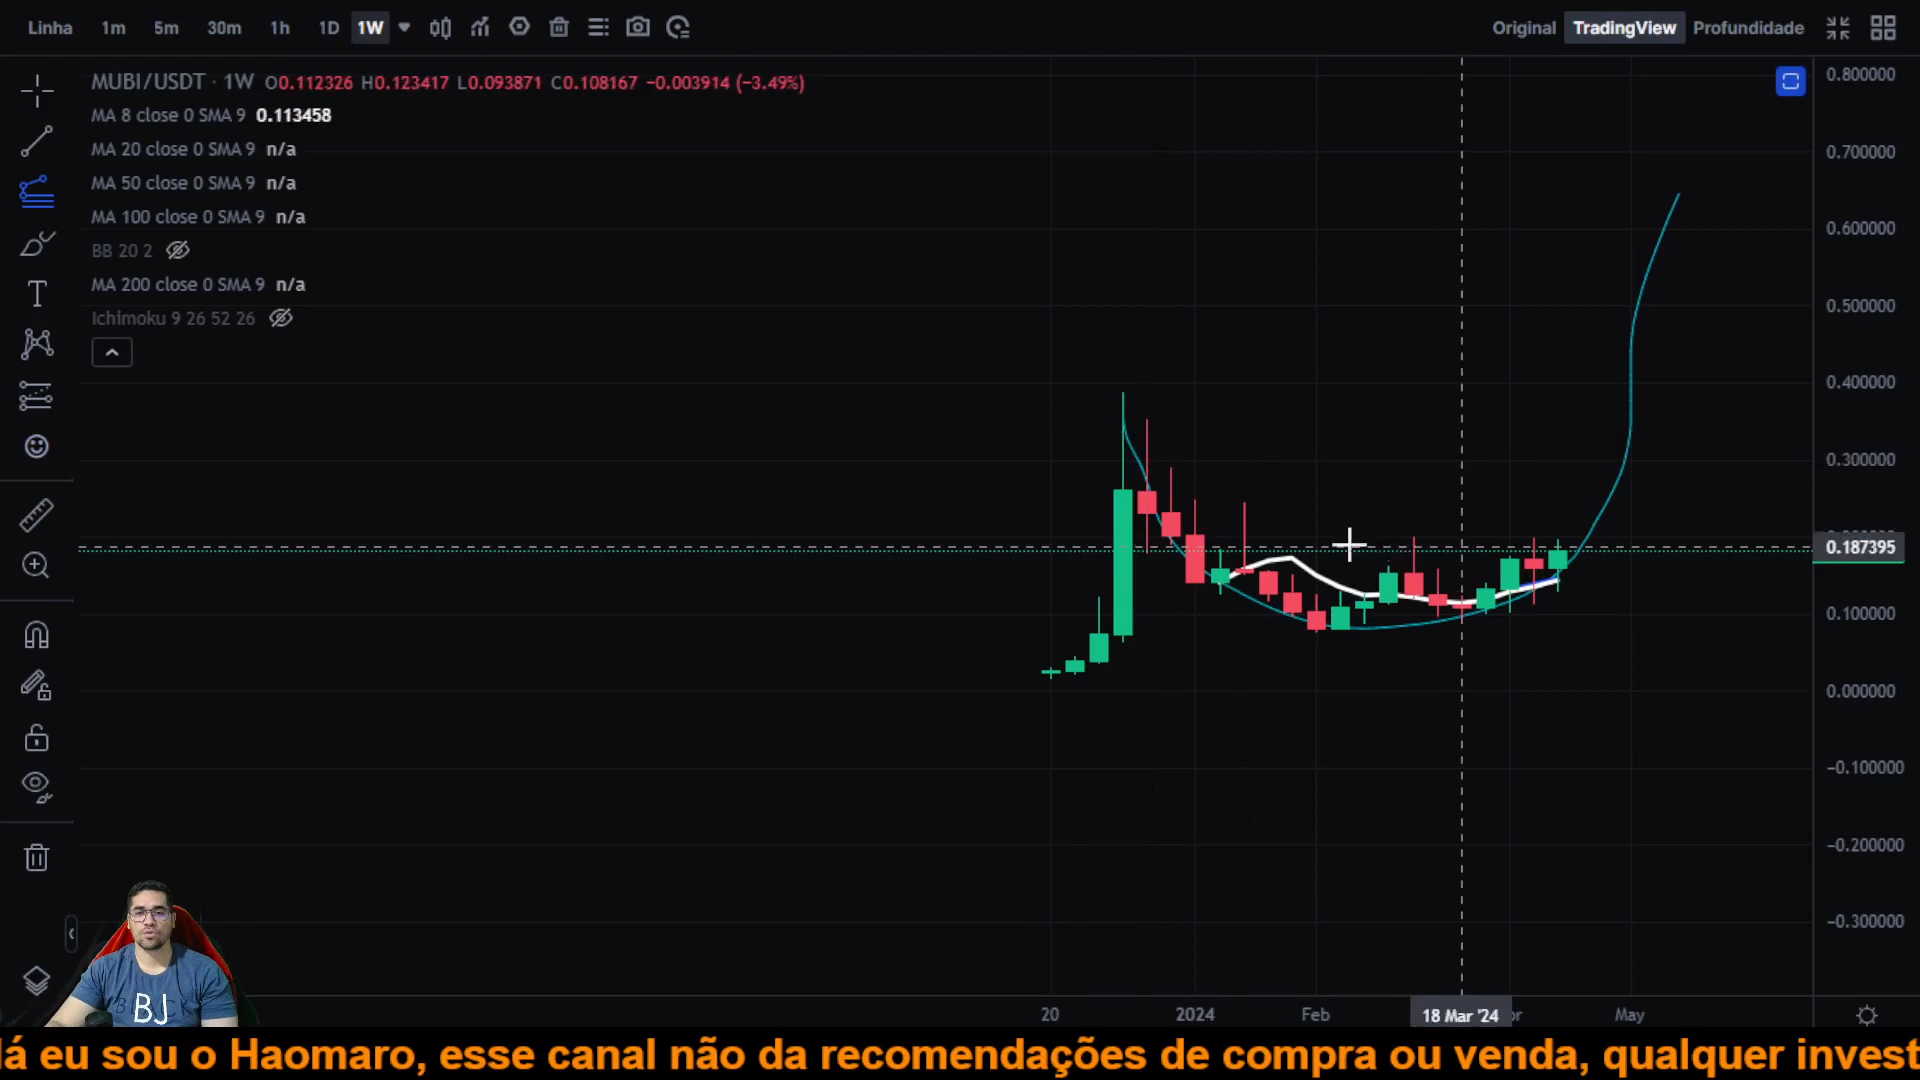 Linha 1m 5m 30m 1h 1D 1W Original TradingView Profundidade
MUBI/USDT · 1W O0.112326 H0.123417 L0.093871 C0.108167 −0.003914 (−3.49%)
MA 8 close 0 SMA 9 0.113458
MA 20 close 0 SMA 9 n/a
MA 50 close 0 SMA 9 n/a
MA 100 close 0 SMA 9 n/a
BB 20 2
MA 200 close 0 SMA 9 n/a
Ichimoku 9 26 52 26
0.800000
0.700000
0.600000
0.500000
0.400000
0.300000
0.187395
0.100000
0.000000
−0.100000
−0.200000
−0.300000
20 2024 Feb 18 Mar '24 May
BJ
lá eu sou o Haomaro, esse canal não da recomendações de compra ou venda, qualquer invest